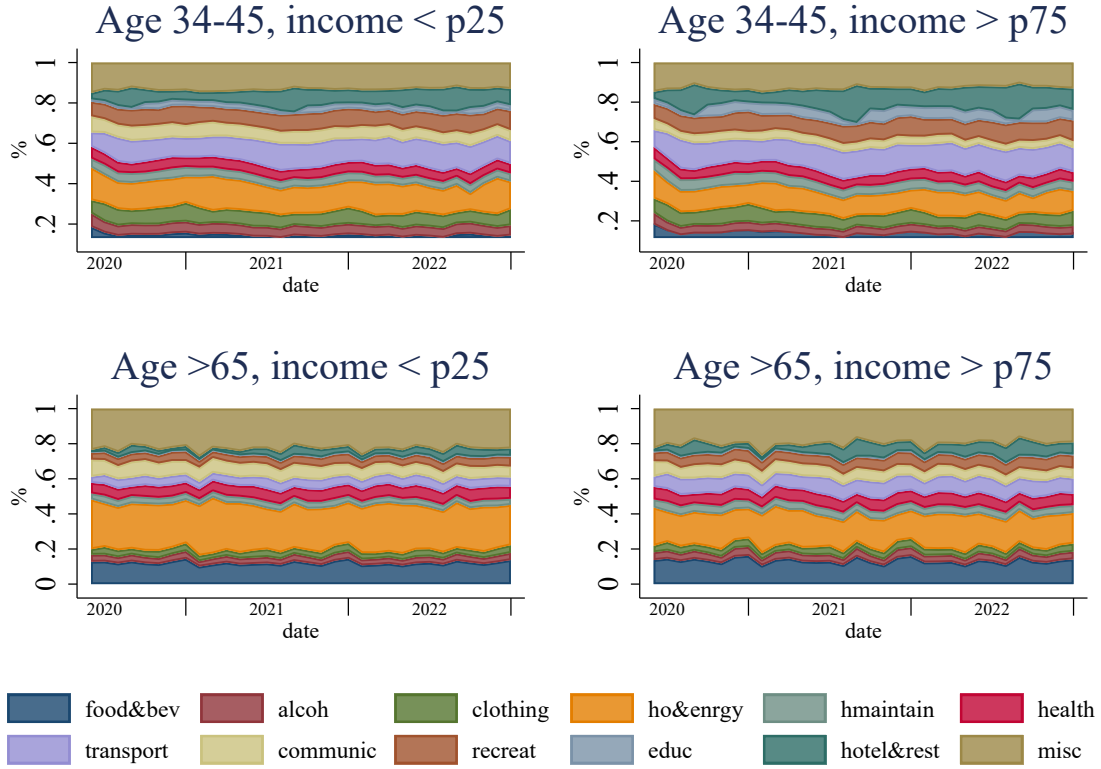 Age 34-45, income < p25
Age 34-45, income > p75
%
1
.8
.6
.4
.2
2020 2021 2022
date
%
1
.8
.6
.4
.2
2020 2021 2022
date
Age >65, income < p25
Age >65, income > p75
%
1
.8
.6
.4
.2
0
2020 2021 2022
date
%
1
.8
.6
.4
.2
0
2020 2021 2022
date
food&bev alcoh clothing ho&enrgy hmaintain health
transport communic recreat educ hotel&rest misc